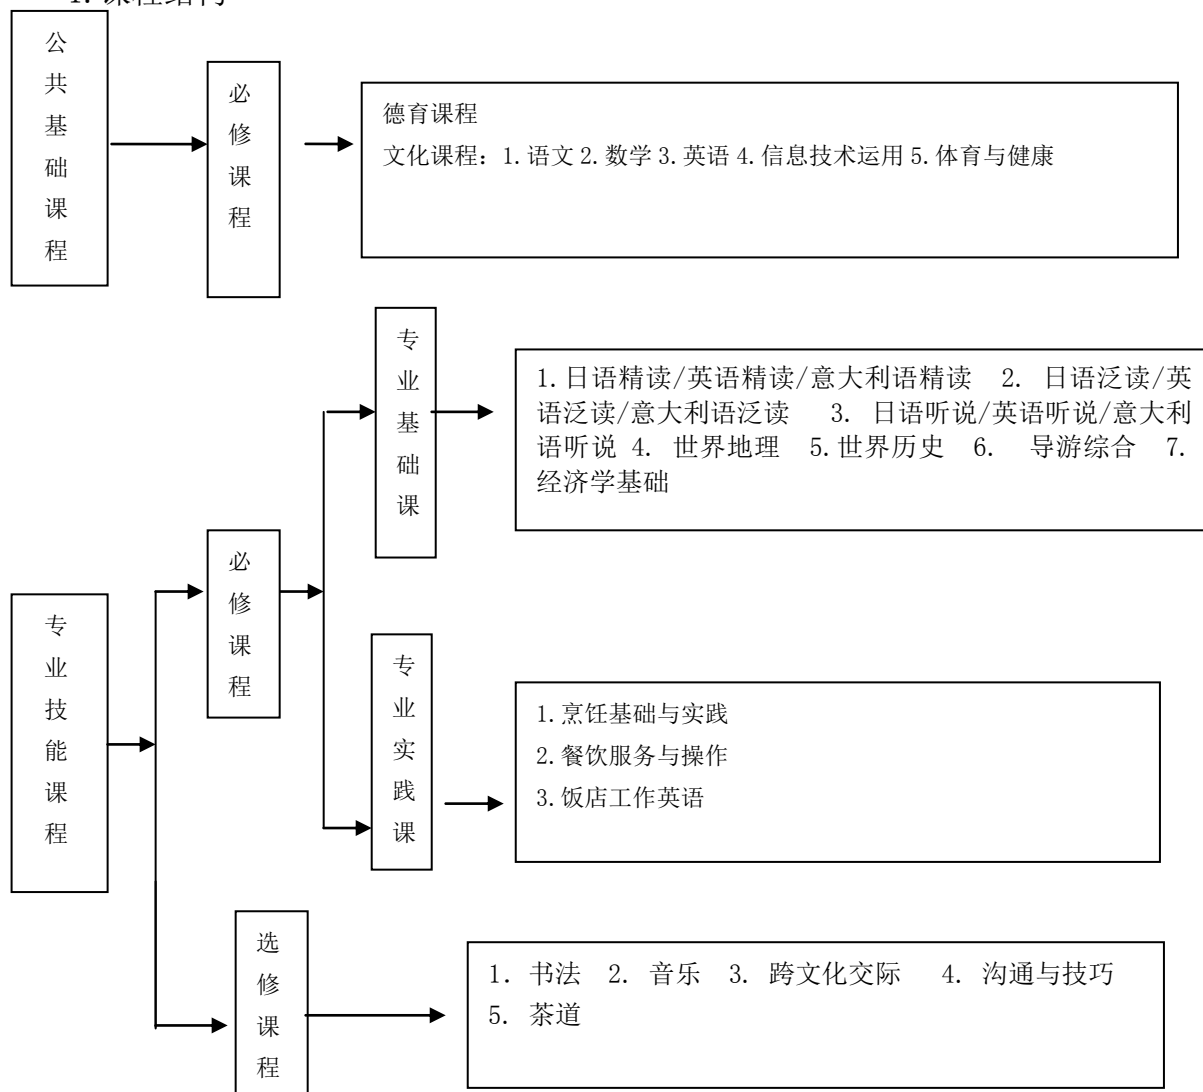 公共基础课程
必修课程
德育课程
文化课程：1.语文 2.数学 3.英语 4.信息技术运用 5.体育与健康
专业技能课程
必修课程
专业基础课
1.日语精读/英语精读/意大利语精读 2. 日语泛读/英
语泛读/意大利语泛读 3. 日语听说/英语听说/意大利
语听说 4. 世界地理 5.世界历史 6. 导游综合 7.
经济学基础
专业实践课
1.烹饪基础与实践
2.餐饮服务与操作
3.饭店工作英语
选修课程
1. 书法 2. 音乐 3. 跨文化交际 4. 沟通与技巧
5. 茶道